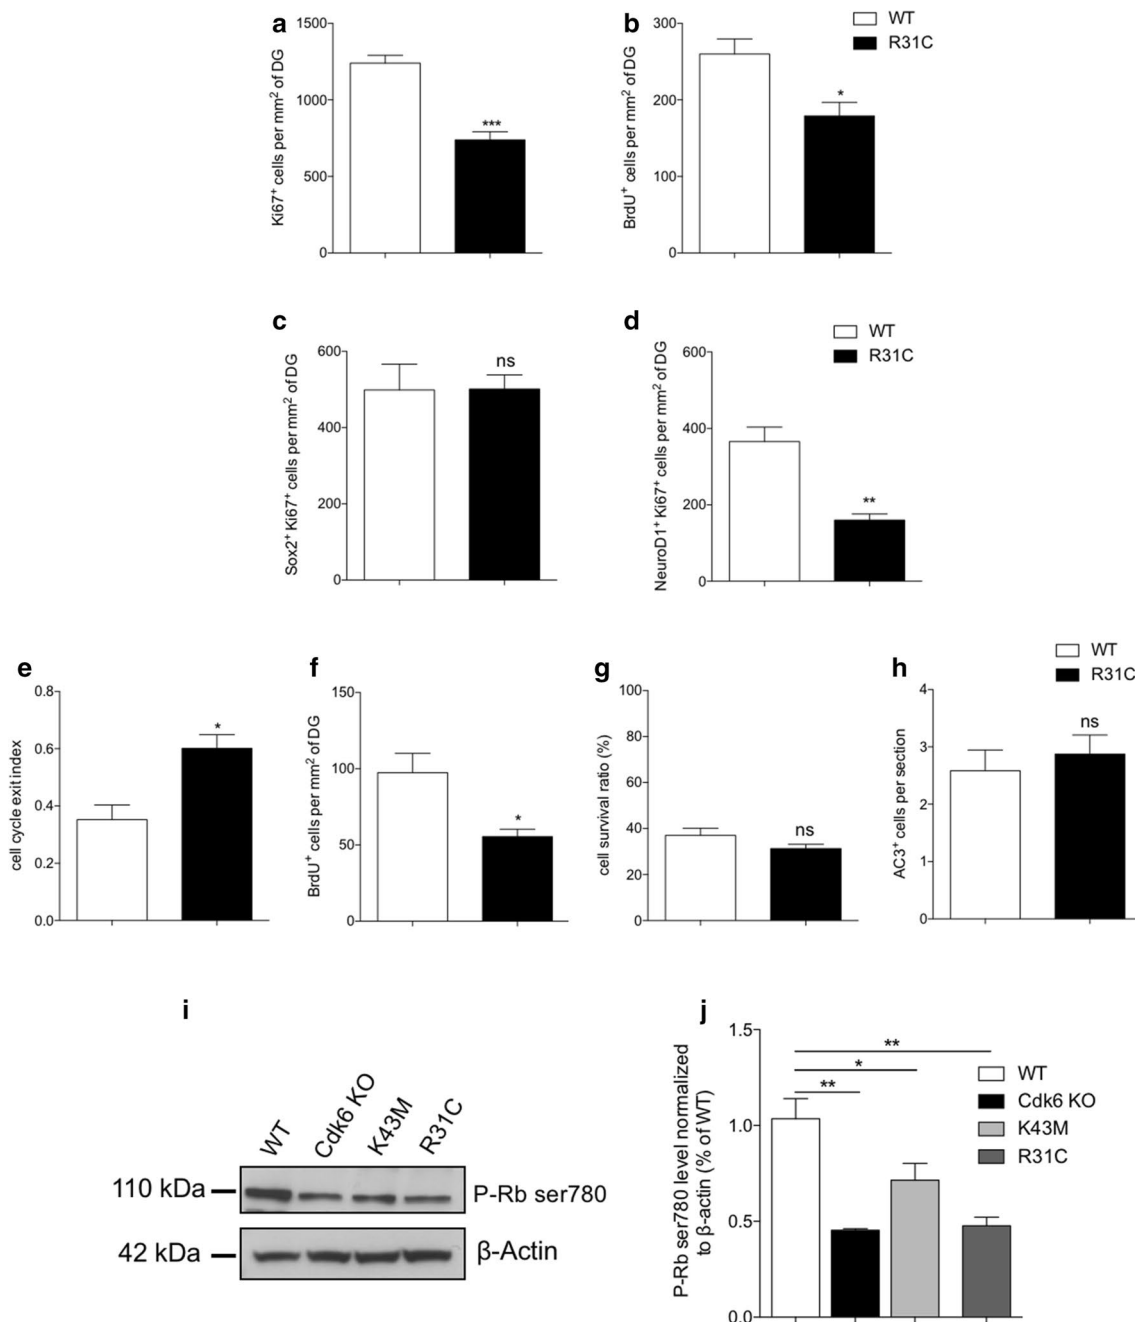 a
Ki67+ cells per mm2 of DG
1500
1000
500
0
***
b
BrdU+ cells per mm2 of DG
300
200
100
0
*
WT
R31C
c
Sox2+ Ki67+ cells per mm2 of DG
600
400
200
0
ns
d
NeuroD1+ Ki67+ cells per mm2 of DG
600
400
200
0
**
WT
R31C
e
cell cycle exit index
0.8
0.6
0.4
0.2
0.0
*
f
BrdU+ cells per mm2 of DG
150
100
50
0
*
g
cell survival ratio (%)
100
80
60
40
20
0
ns
h
AC3+ cells per section
4
3
2
1
0
ns
WT
R31C
i
WT
Cdk6 KO
K43M
R31C
110 kDa
P-Rb ser780
42 kDa
β-Actin
j
P-Rb ser780 level normalized
to β-actin (% of WT)
1.5
1.0
0.5
0.0
**
*
**
WT
Cdk6 KO
K43M
R31C